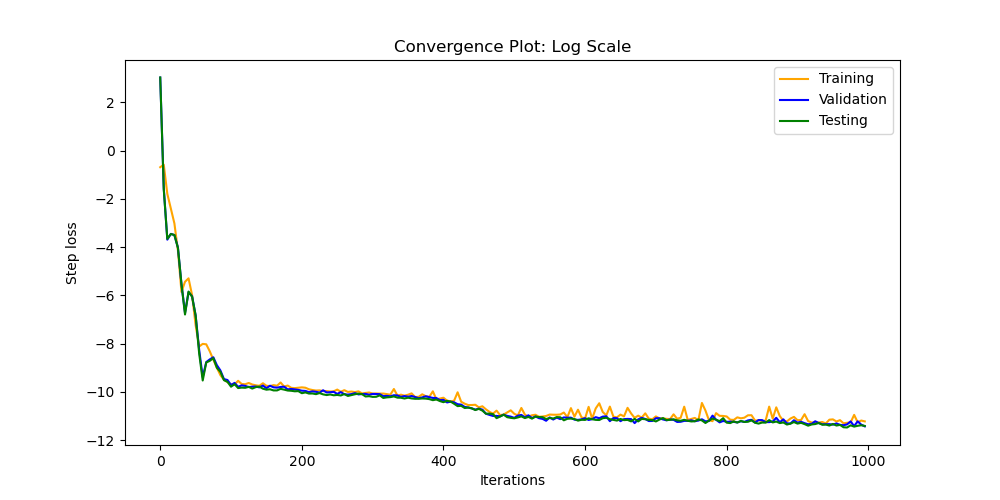 Convergence Plot: Log Scale
Training
Validation
Testing
Step loss
2
0
−2
−4
−6
−8
−10
−12
0 200 400 600 800 1000
Iterations